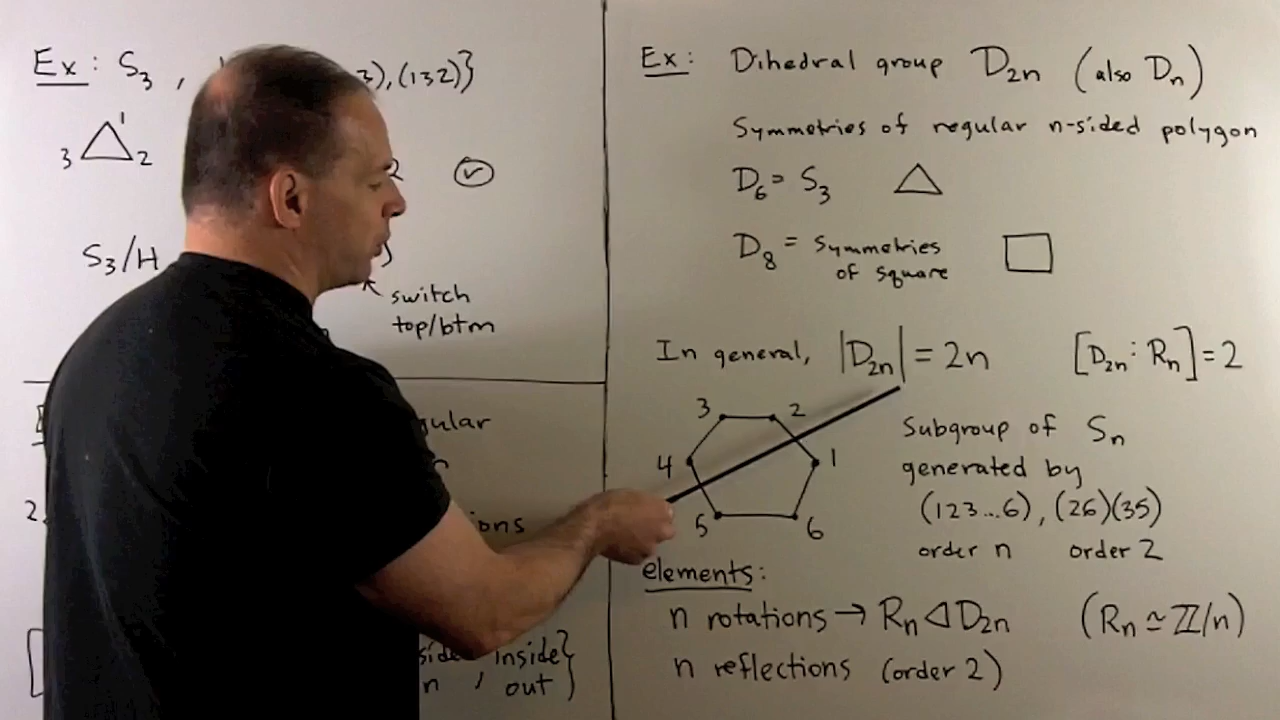 Ex: S₃ , 3),(132)}
1
3 2
S₃/H )
switch
top/btm
gular
2. ions
side inside}
n , out }
Ex: Dihedral group D₂ₙ (also Dₙ)
Symmetries of regular n-sided polygon
D₆ = S₃
D₈ = Symmetries
of square
In general, |D₂ₙ| = 2n [D₂ₙ : Rₙ] = 2
3 2
4 1
5 6
Subgroup of Sₙ
generated by
(123...6), (26)(35)
order n order 2
elements:
n rotations → Rₙ ◁ D₂ₙ (Rₙ ≃ ℤ/n)
n reflections (order 2)